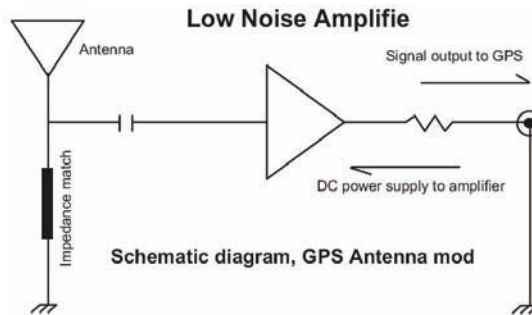 Low Noise Amplifie
Antenna
Signal output to GPS
DC power supply to amplifier
Impedance match
Schematic diagram, GPS Antenna mod